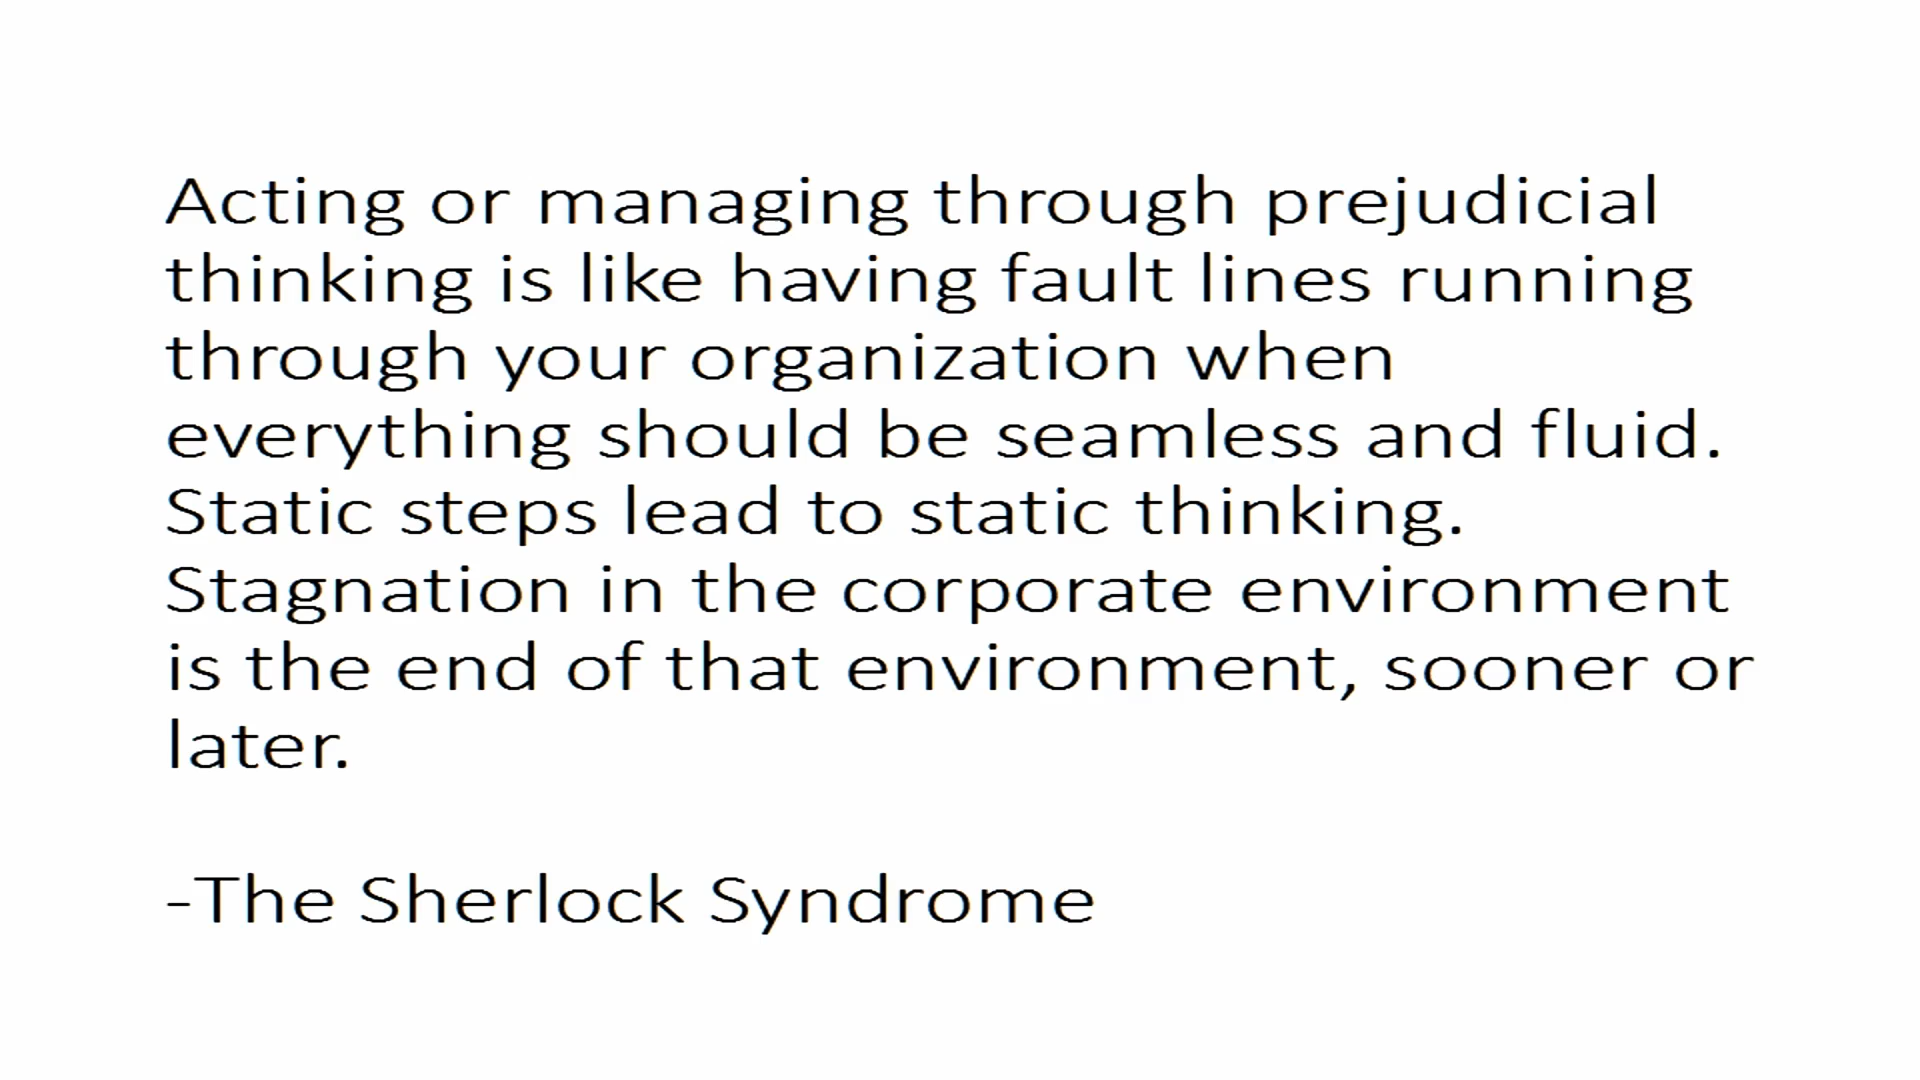 Acting or managing through prejudicial
thinking is like having fault lines running
through your organization when
everything should be seamless and fluid.
Static steps lead to static thinking.
Stagnation in the corporate environment
is the end of that environment, sooner or
later.
-The Sherlock Syndrome